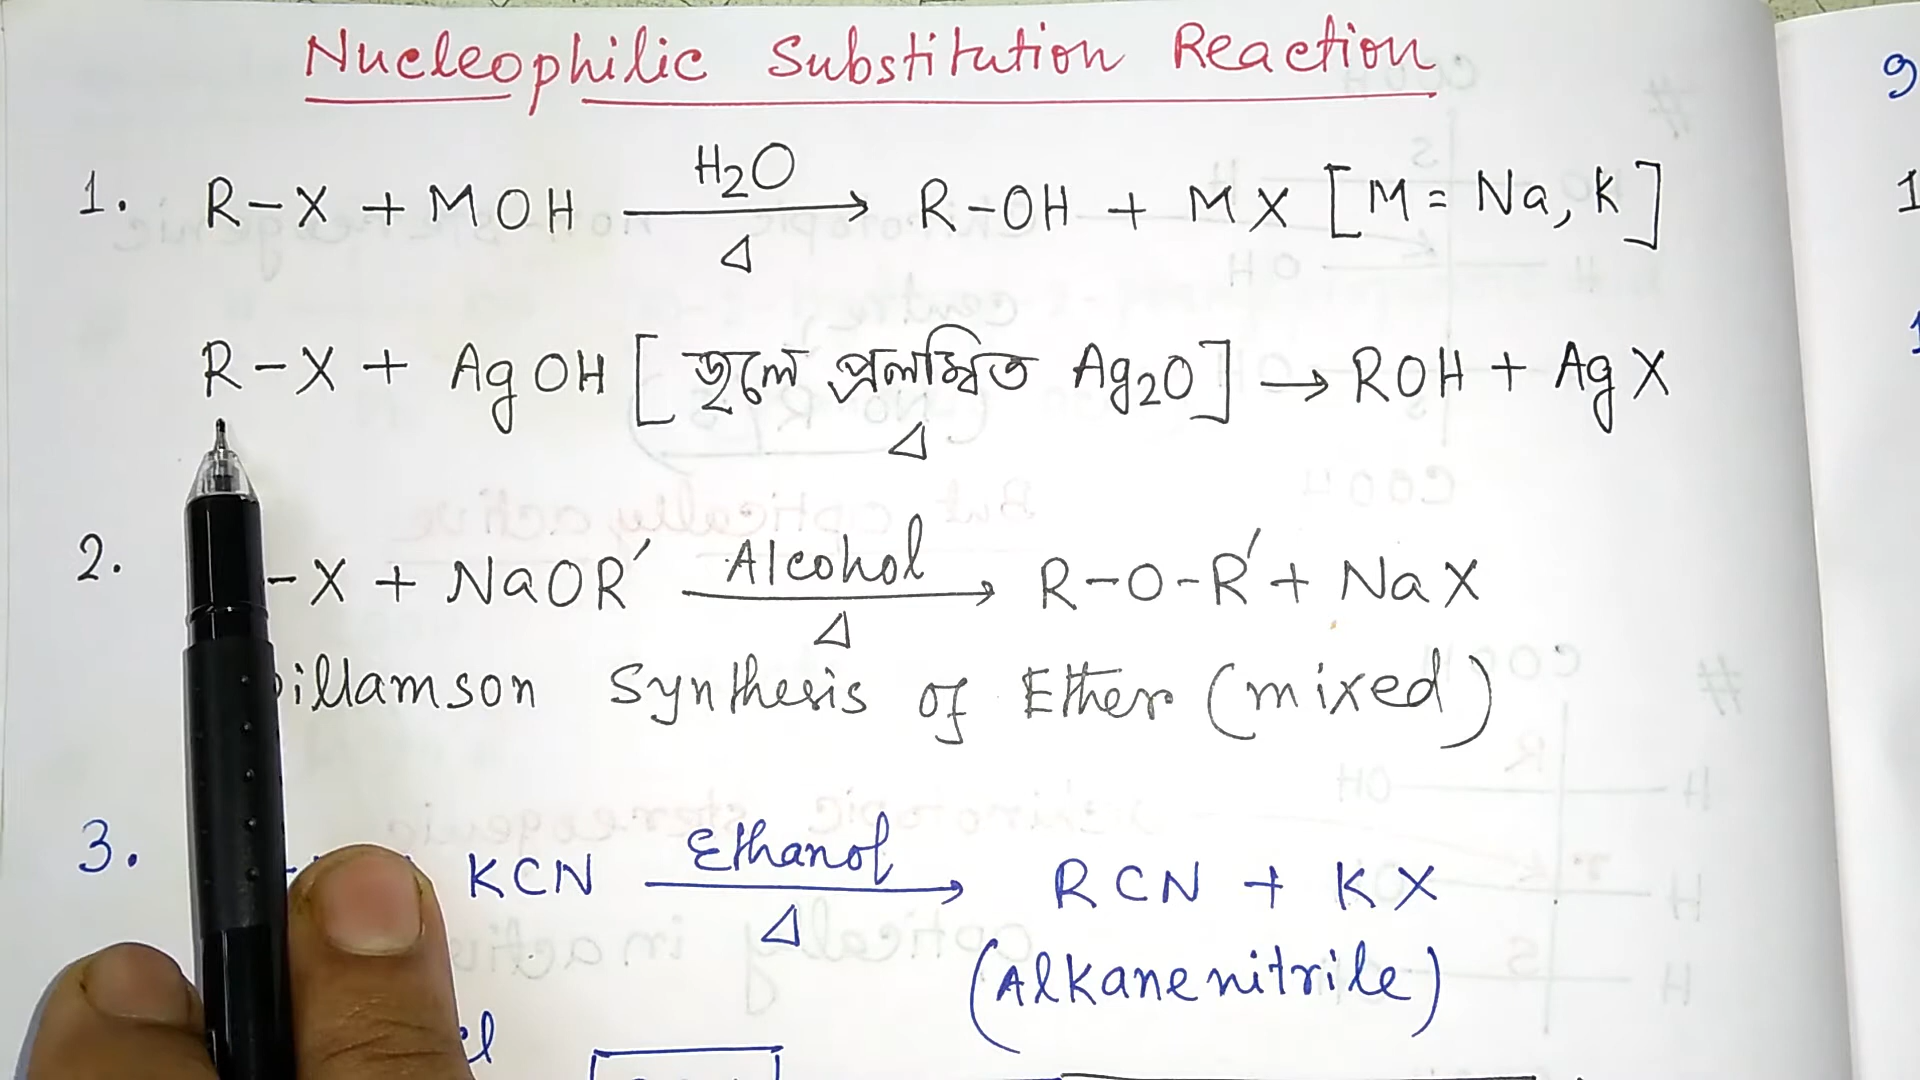 Nucleophilic Substitution Reaction
1. R-X + MOH H2O Δ → R-OH + MX [M = Na, K]
R-X + AgOH [জলে প্রলম্বিত Ag2O] Δ → ROH + AgX
2. -X + NaOR′ Alcohol Δ → R-O-R′ + NaX
illamson Synthesis of Ether (mixed)
3. KCN Ethanol Δ → RCN + KX
(Alkanenitrile)